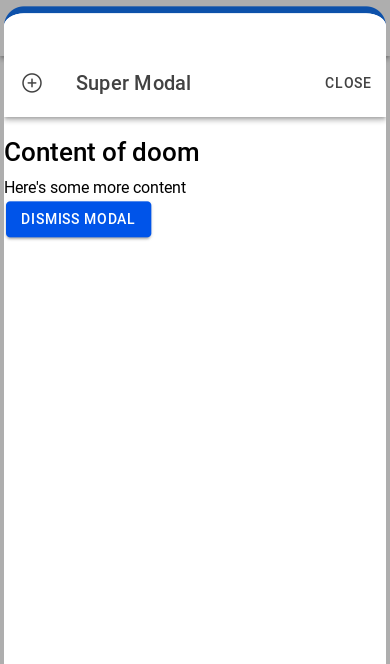 Super Modal
CLOSE
Content of doom
Here's some more content
DISMISS MODAL